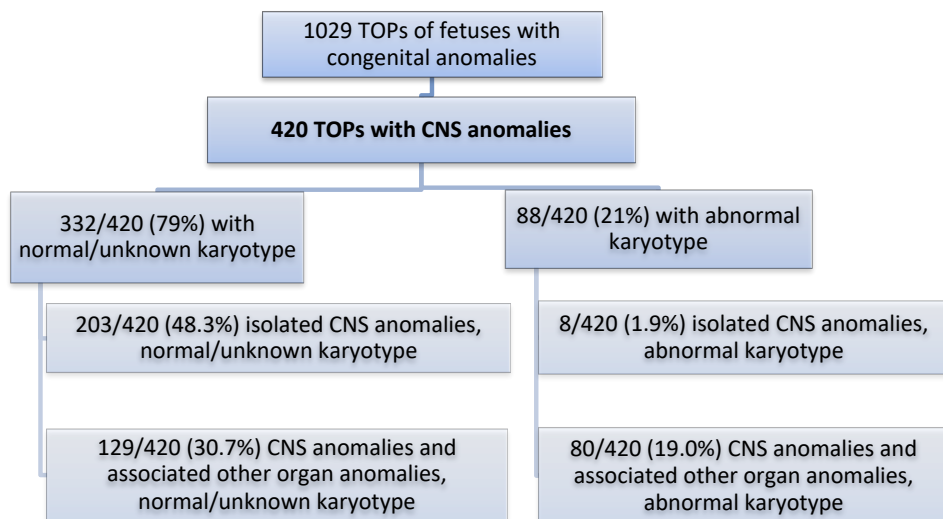 1029 TOPs of fetuses with
congenital anomalies
420 TOPs with CNS anomalies
332/420 (79%) with
normal/unknown karyotype
88/420 (21%) with abnormal
karyotype
203/420 (48.3%) isolated CNS anomalies,
normal/unknown karyotype
8/420 (1.9%) isolated CNS anomalies,
abnormal karyotype
129/420 (30.7%) CNS anomalies and
associated other organ anomalies,
normal/unknown karyotype
80/420 (19.0%) CNS anomalies and
associated other organ anomalies,
abnormal karyotype